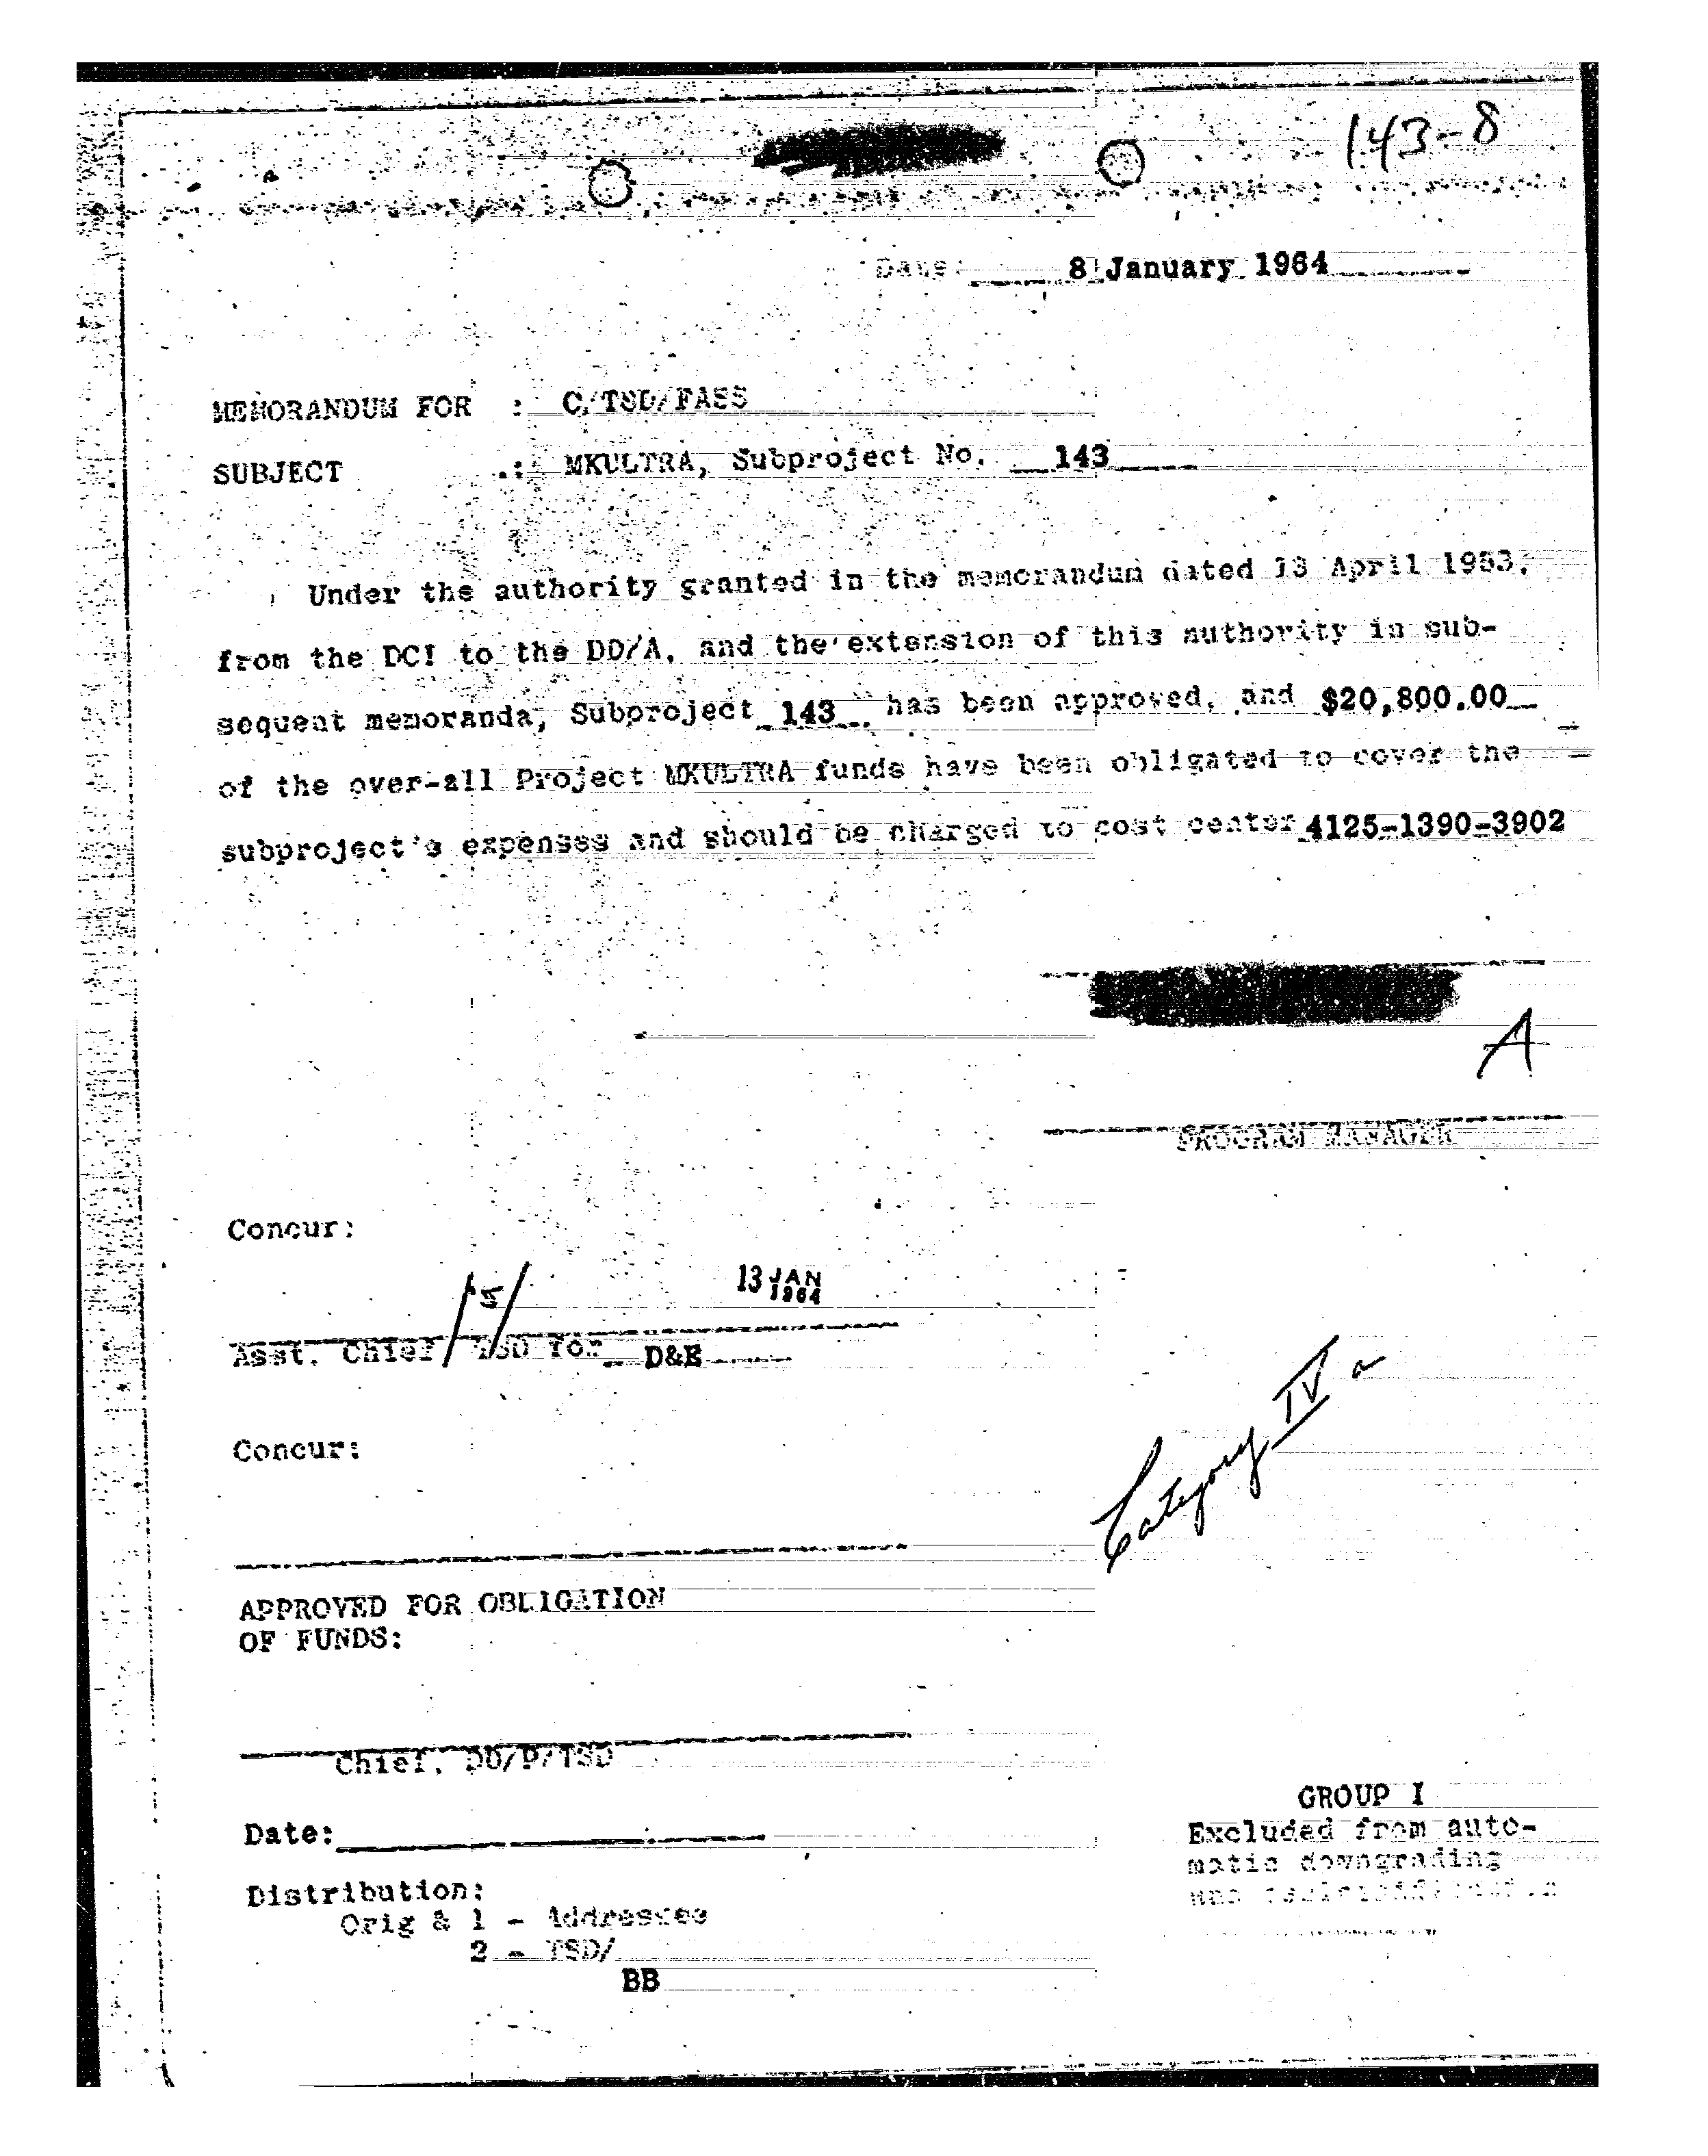 143-8
Date: 8 January 1964
MEMORANDUM FOR : C/TSD/FASS
SUBJECT : MKULTRA, Subproject No. 143
Under the authority granted in the memorandum dated 13 April 1953,
from the DCI to the DD/A, and the extension of this authority in sub-
sequent memoranda, Subproject 143 has been approved, and $20,800.00
of the over-all Project MKULTRA funds have been obligated to cover the
subproject's expenses and should be charged to cost center 4125-1390-3902
A
PROGRAM MANAGER
Concur:
/s/ 13 JAN 1964
Asst. Chief TSD for D&E
Concur:
Category IV a
APPROVED FOR OBLIGATION
OF FUNDS:
Chief, DD/P/TSD
Date:
GROUP I
Excluded from auto-
matic downgrading
Distribution:
Orig & 1 - Addressee
2 - TSD/
BB